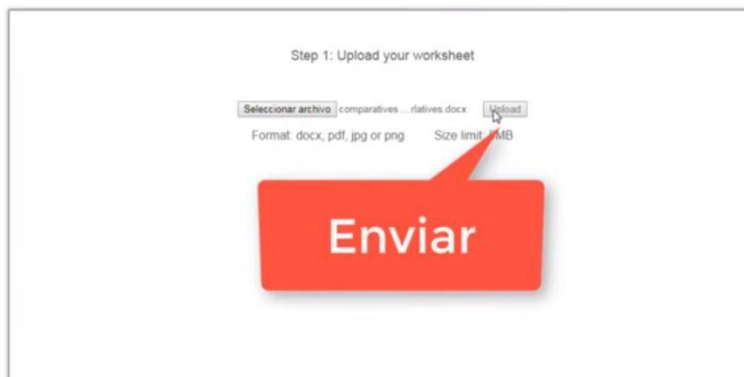 Step 1: Upload your worksheet
Seleccionar archivo comparatives ... rlatives.docx Upload
Format: docx, pdf, jpg or png Size limit: MB
Enviar